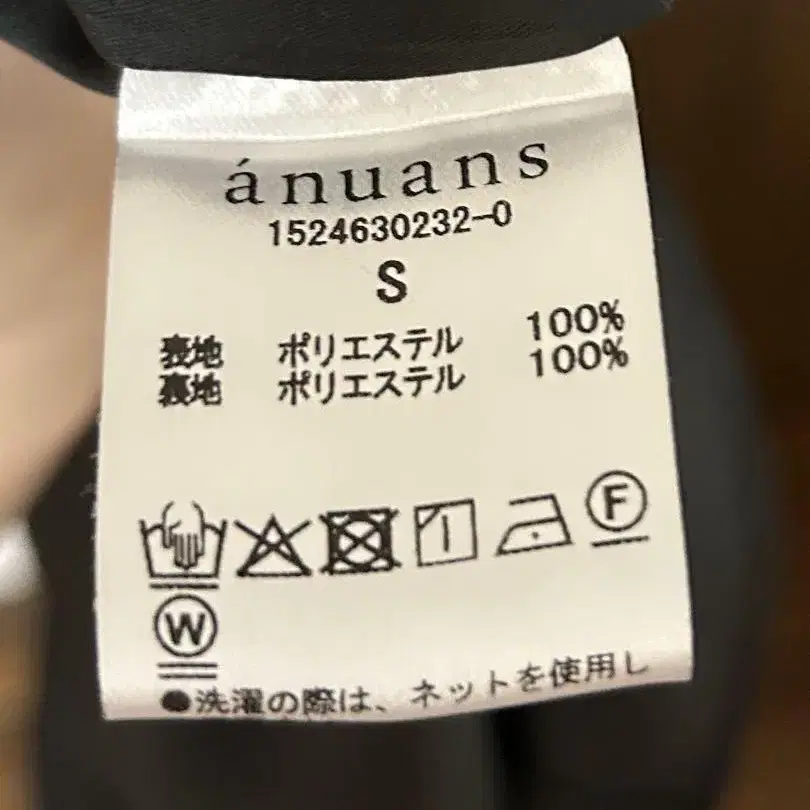 ánuans
1524630232-0
S
表地 ポリエステル 100%
裏地 ポリエステル 100%
F
W
●洗濯の際は、ネットを使用し